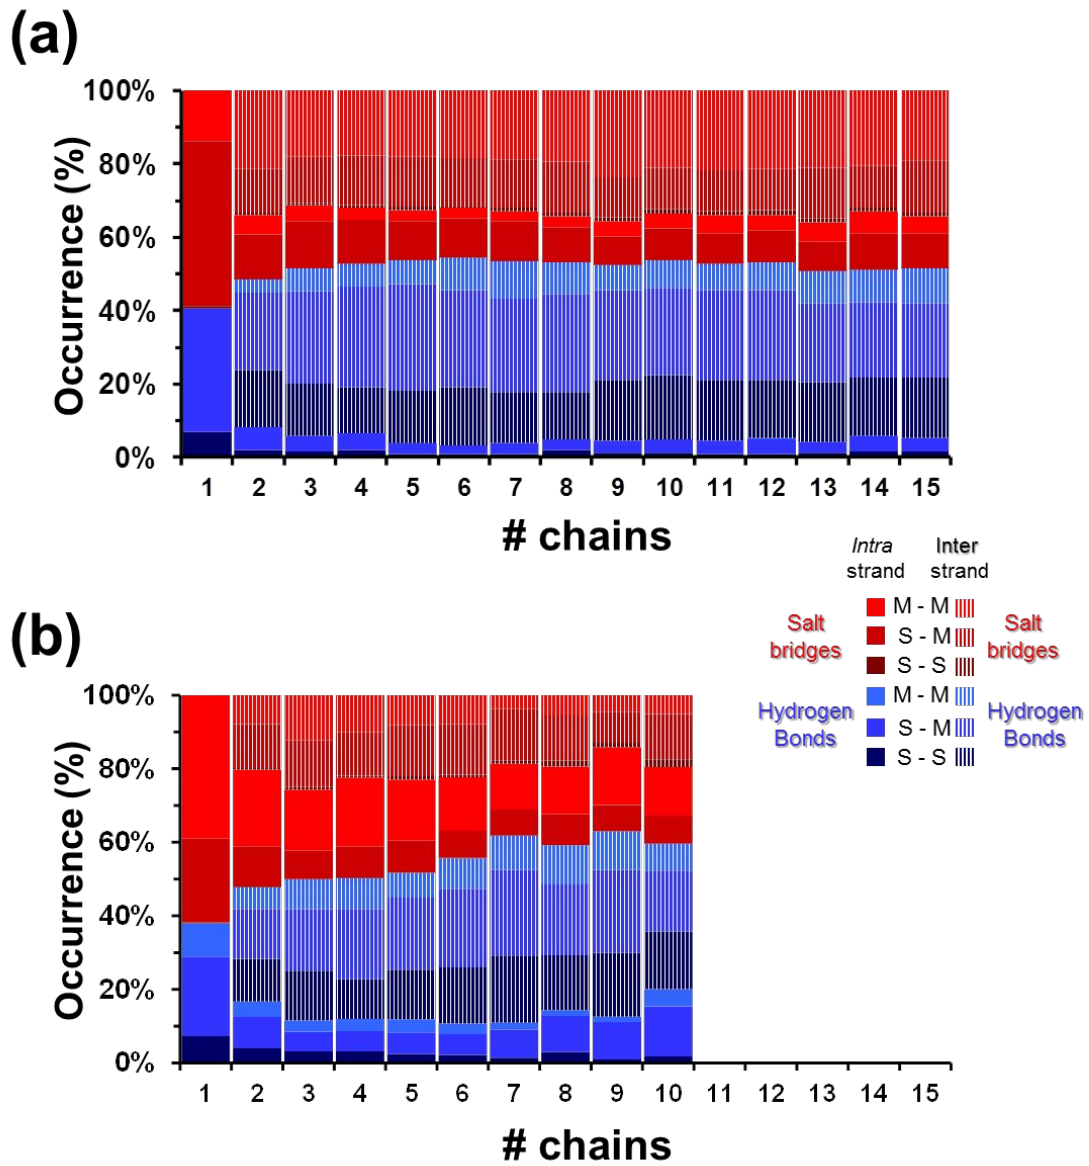 (a)
100%
80%
60%
40%
20%
0%
Occurrence (%)
1 2 3 4 5 6 7 8 9 10 11 12 13 14 15
# chains
Intra Inter
strand strand
M - M
S - M
S - S
M - M
S - M
S - S
Salt
bridges
Hydrogen
Bonds
Salt
bridges
Hydrogen
Bonds
(b)
100%
80%
60%
40%
20%
0%
Occurrence (%)
1 2 3 4 5 6 7 8 9 10 11 12 13 14 15
# chains